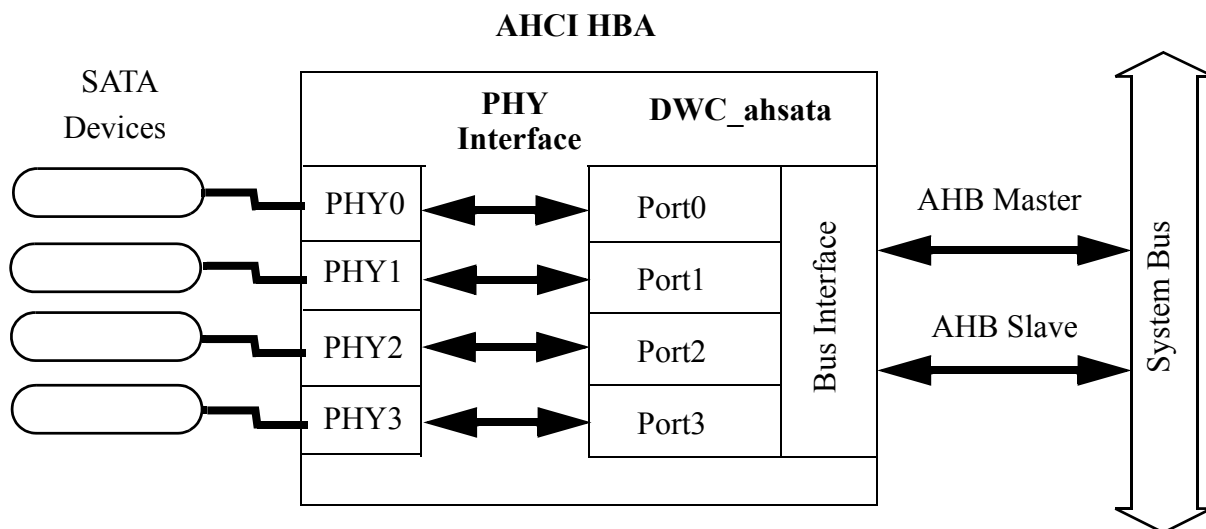 AHCI HBA
SATA
Devices
PHY
Interface
DWC_ahsata
PHY0
Port0
PHY1
Port1
PHY2
Port2
PHY3
Port3
Bus Interface
AHB Master
AHB Slave
System Bus